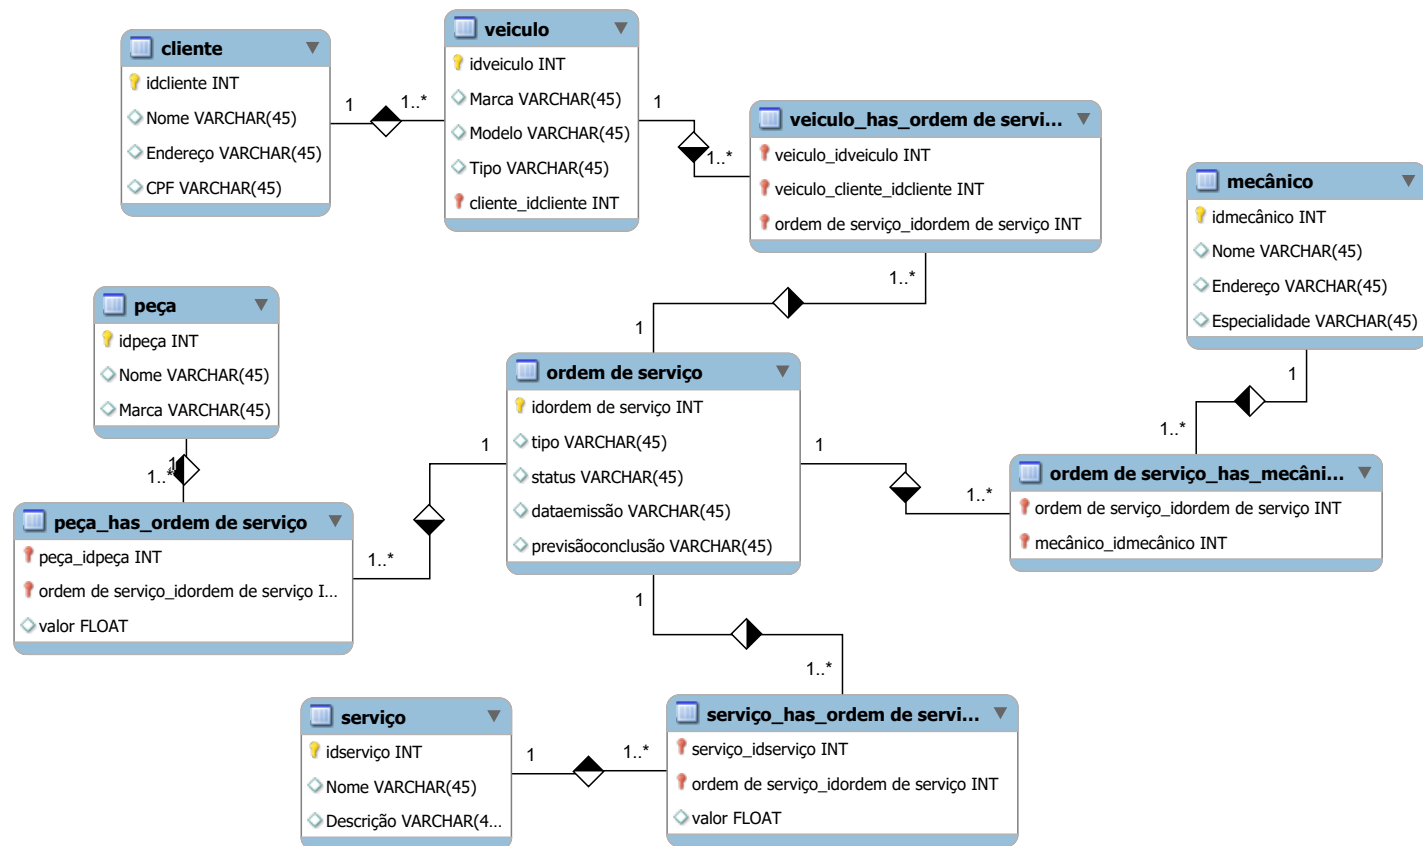 cliente
idcliente INT
Nome VARCHAR(45)
Endereço VARCHAR(45)
CPF VARCHAR(45)
1
1..*
veiculo
idveiculo INT
Marca VARCHAR(45)
Modelo VARCHAR(45)
Tipo VARCHAR(45)
cliente_idcliente INT
1
1..*
veiculo_has_ordem de servi...
veiculo_idveiculo INT
veiculo_cliente_idcliente INT
ordem de serviço_idordem de serviço INT
1..*
1
mecânico
idmecânico INT
Nome VARCHAR(45)
Endereço VARCHAR(45)
Especialidade VARCHAR(45)
1
1..*
peça
idpeça INT
Nome VARCHAR(45)
Marca VARCHAR(45)
1
1..*
ordem de serviço
idordem de serviço INT
tipo VARCHAR(45)
status VARCHAR(45)
dataemissão VARCHAR(45)
previsãoconclusão VARCHAR(45)
1
1..*
1
1..*
ordem de serviço_has_mecâni...
ordem de serviço_idordem de serviço INT
mecânico_idmecânico INT
peça_has_ordem de serviço
peça_idpeça INT
ordem de serviço_idordem de serviço I...
valor FLOAT
1
1..*
serviço
idserviço INT
Nome VARCHAR(45)
Descrição VARCHAR(4...
1
1..*
serviço_has_ordem de servi...
serviço_idserviço INT
ordem de serviço_idordem de serviço INT
valor FLOAT